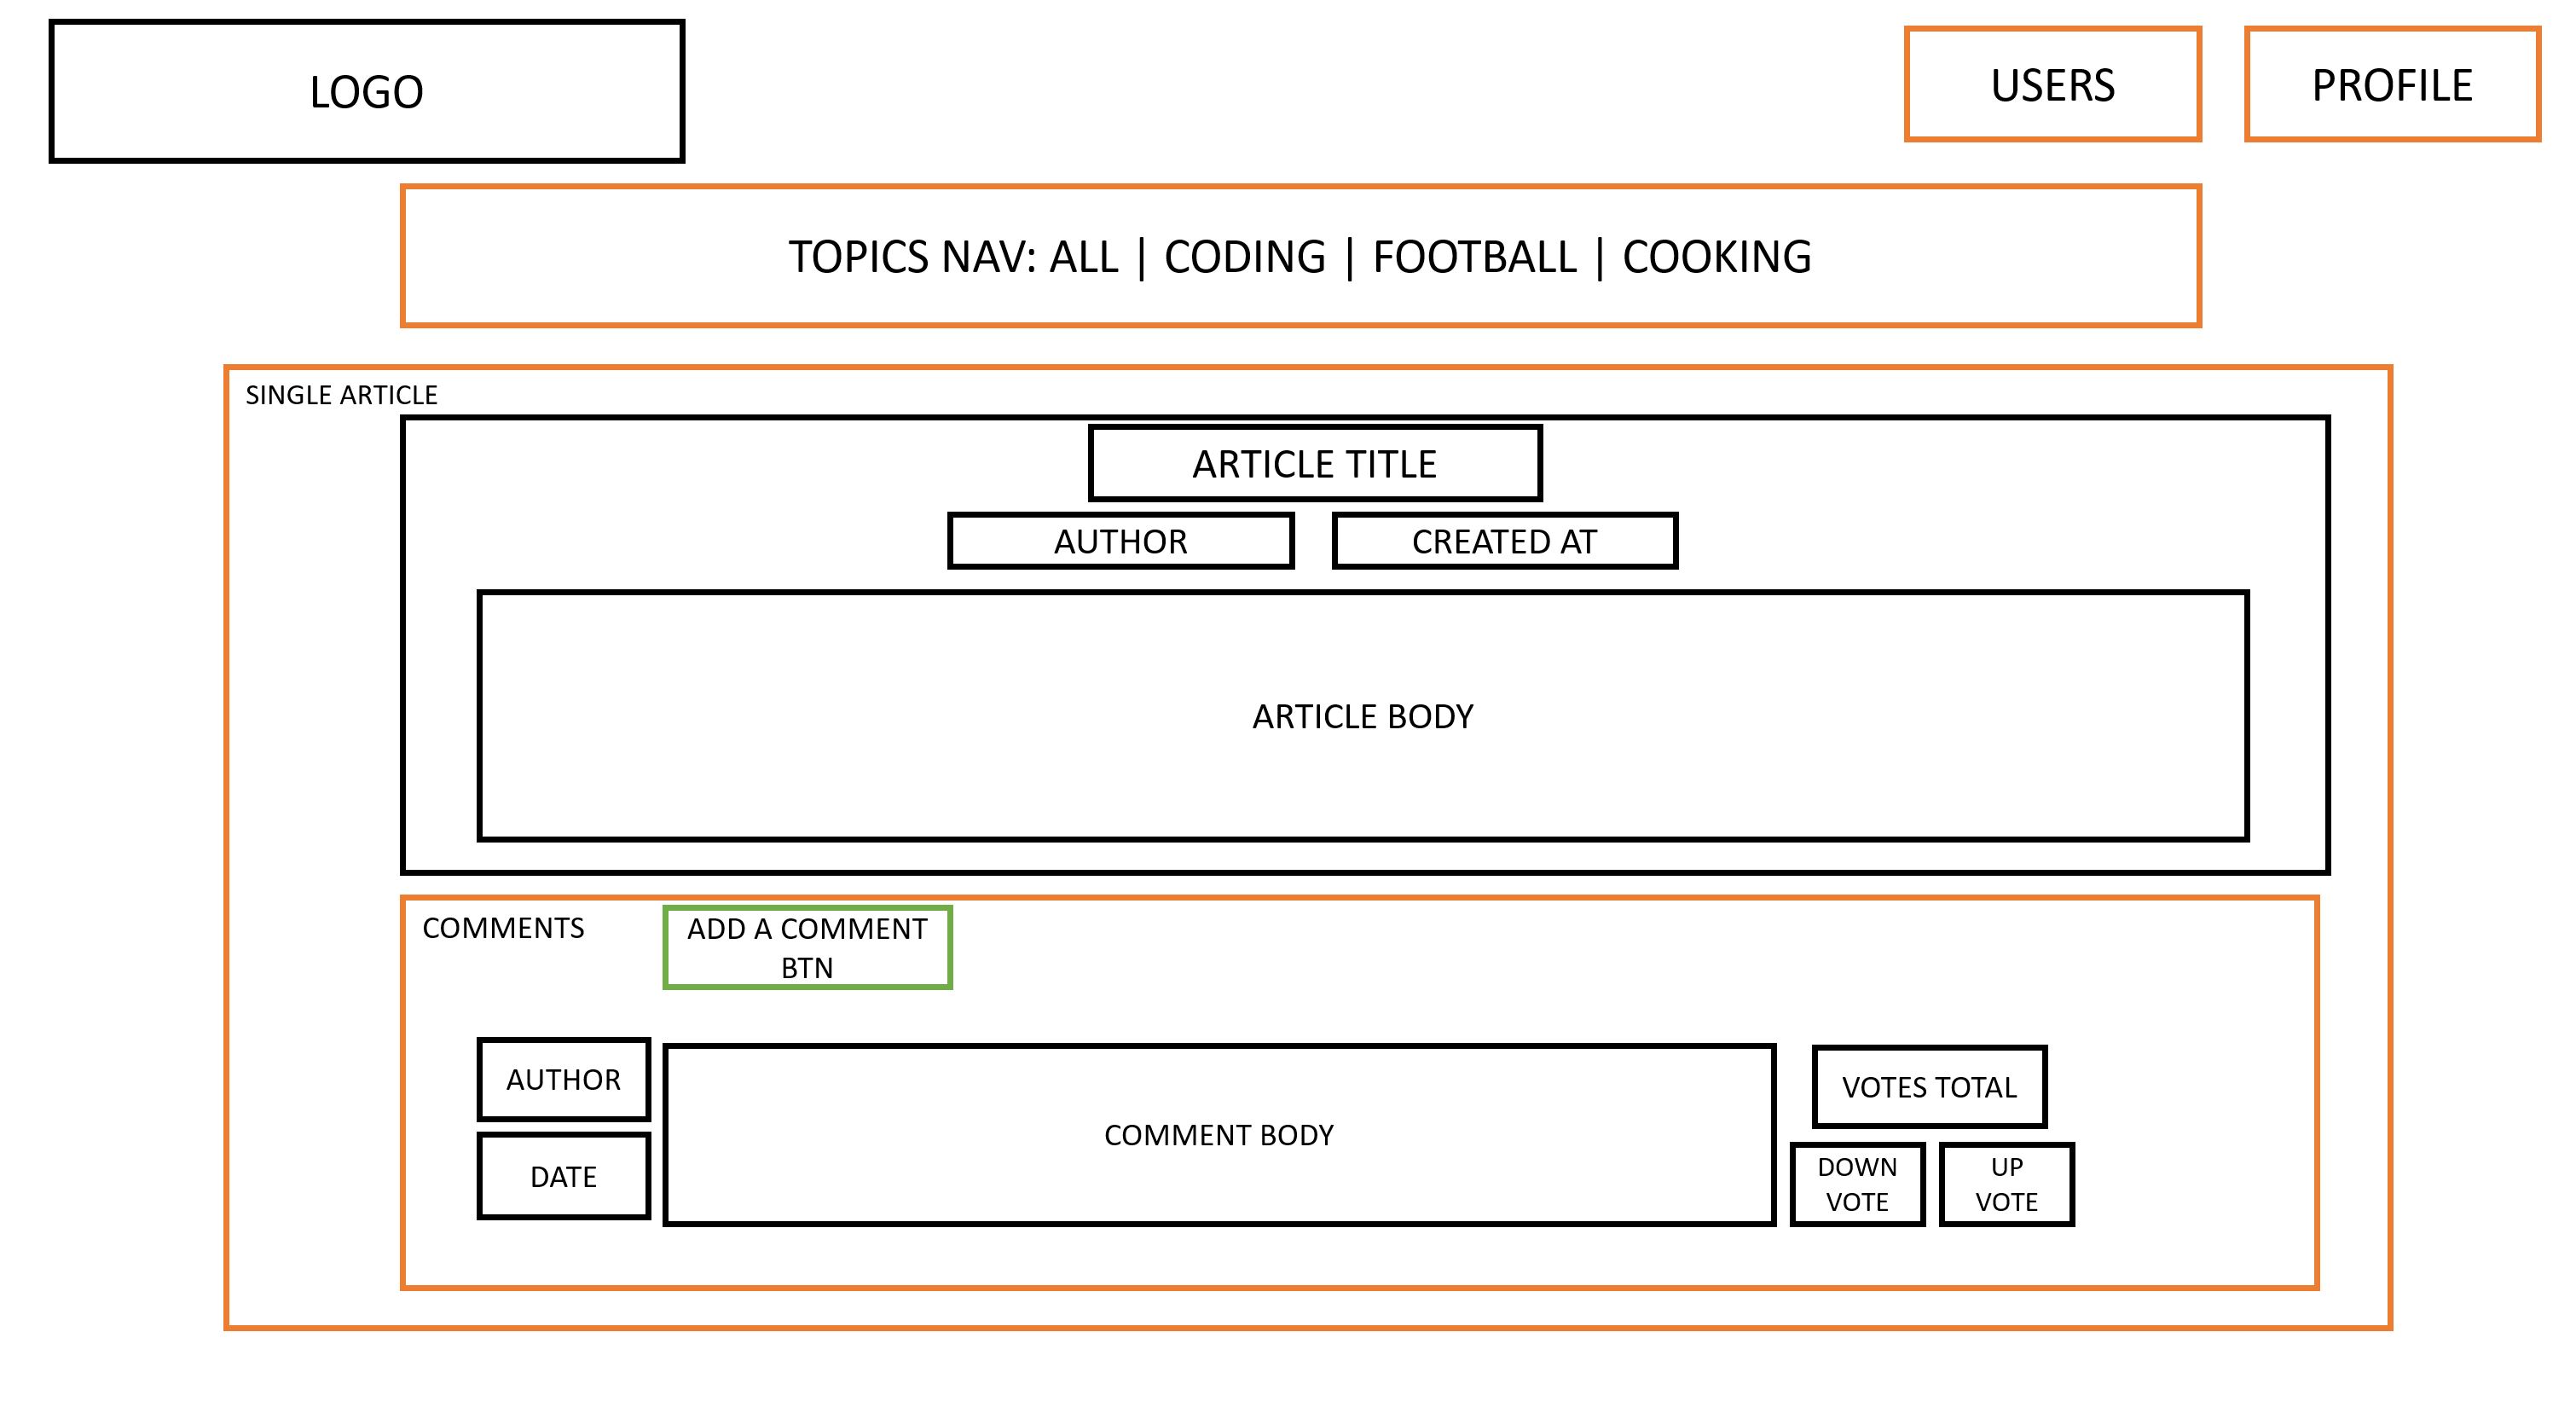 LOGO
USERS
PROFILE
TOPICS NAV: ALL | CODING | FOOTBALL | COOKING
SINGLE ARTICLE
ARTICLE TITLE
AUTHOR
CREATED AT
ARTICLE BODY
COMMENTS
ADD A COMMENT
BTN
AUTHOR
DATE
COMMENT BODY
VOTES TOTAL
DOWN
VOTE
UP
VOTE